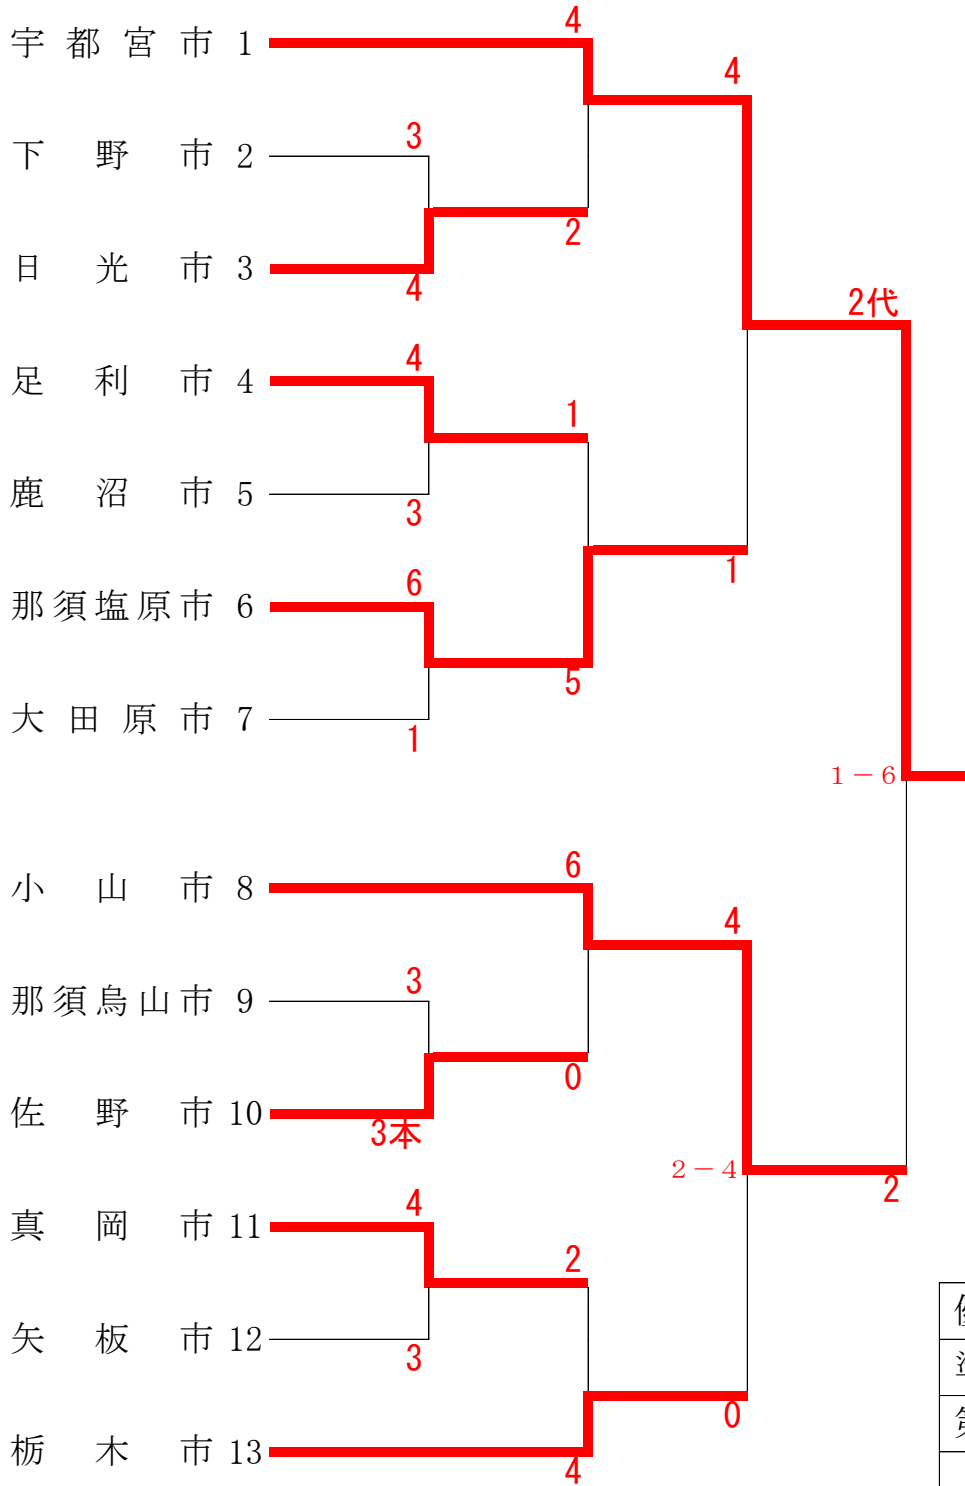 4
宇都宮市 1
4
3
下野市 2
2
日光市 3
4
2代
4
足利市 4
1
鹿沼市 5
3
1
6
那須塩原市 6
5
大田原市 7
1
1－6
6
小山市 8
4
3
那須烏山市 9
0
佐野市 10
3本
2－4
2
4
真岡市 11
2
矢板市 12
3
0
栃木市 13
4